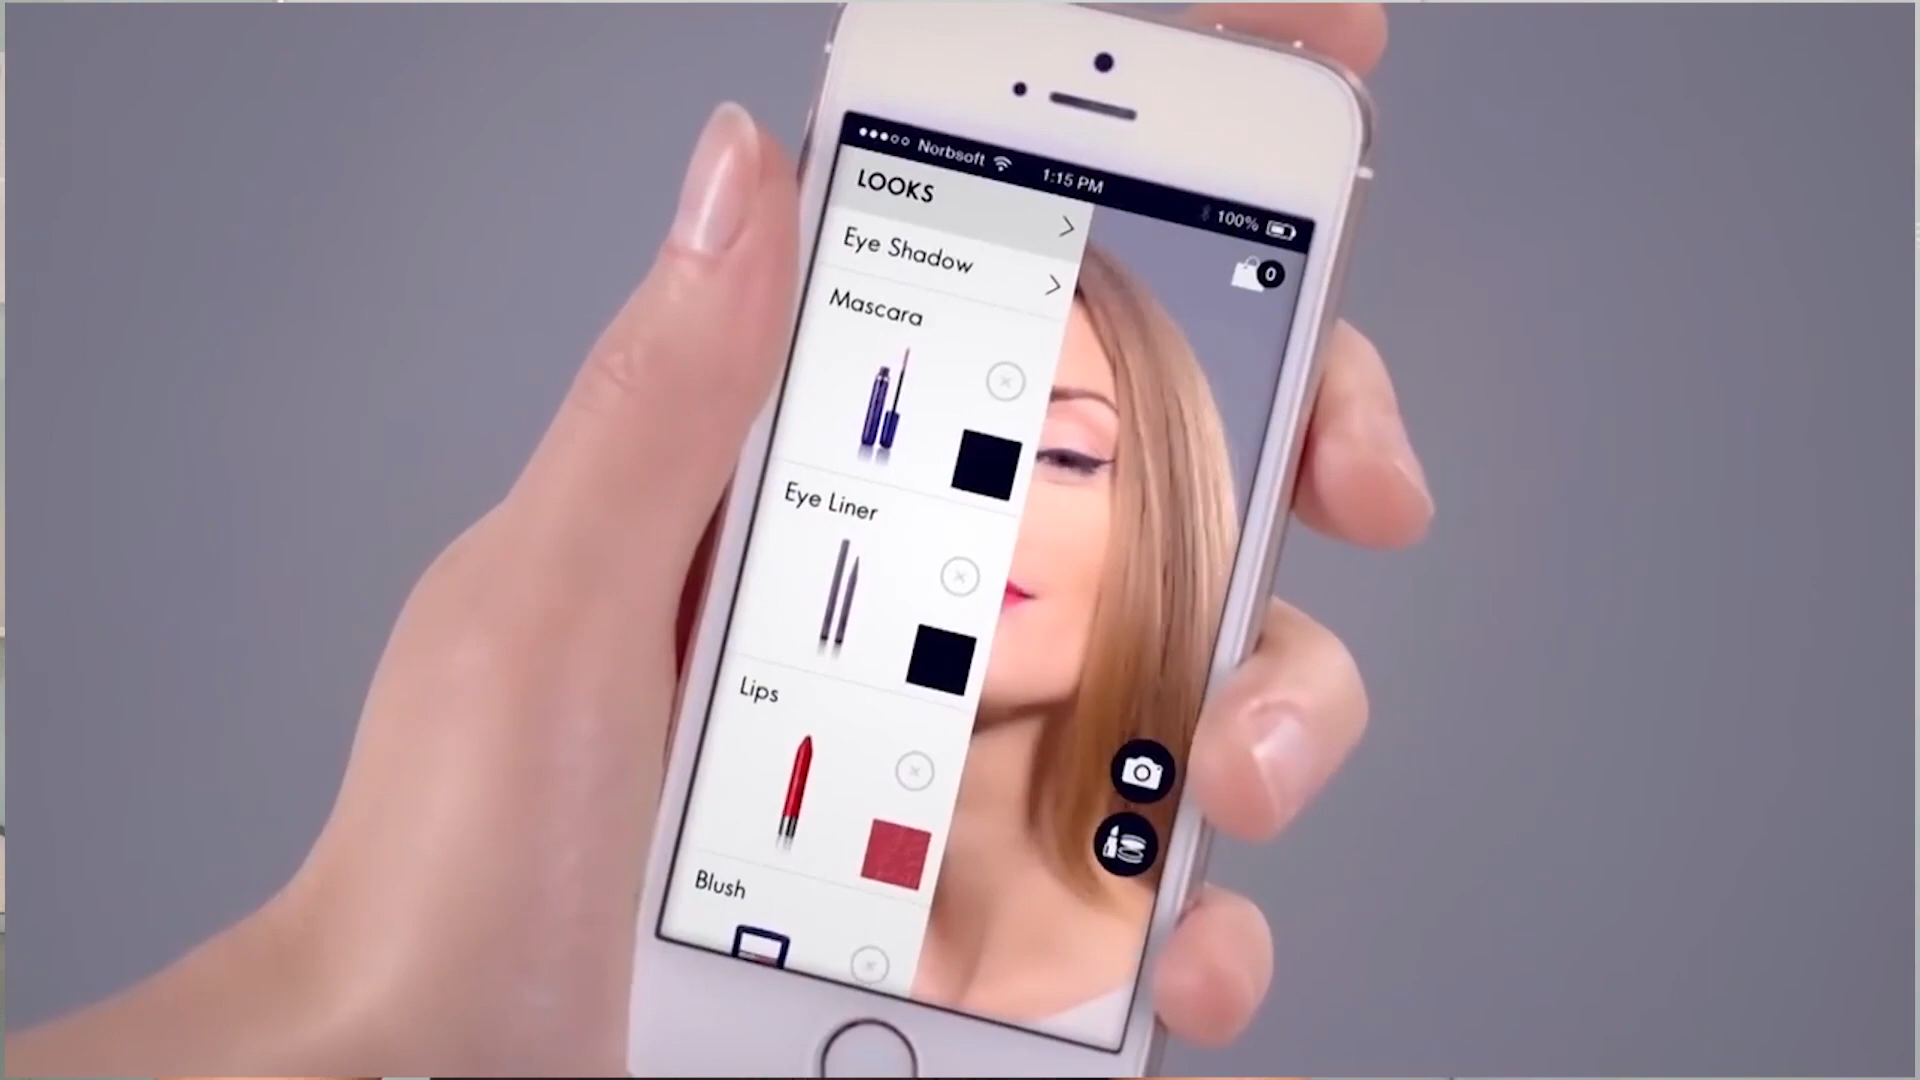 ●●●○○ Norbsoft 1:15 PM 100%
LOOKS
0
Eye Shadow
Mascara
Eye Liner
Lips
Blush